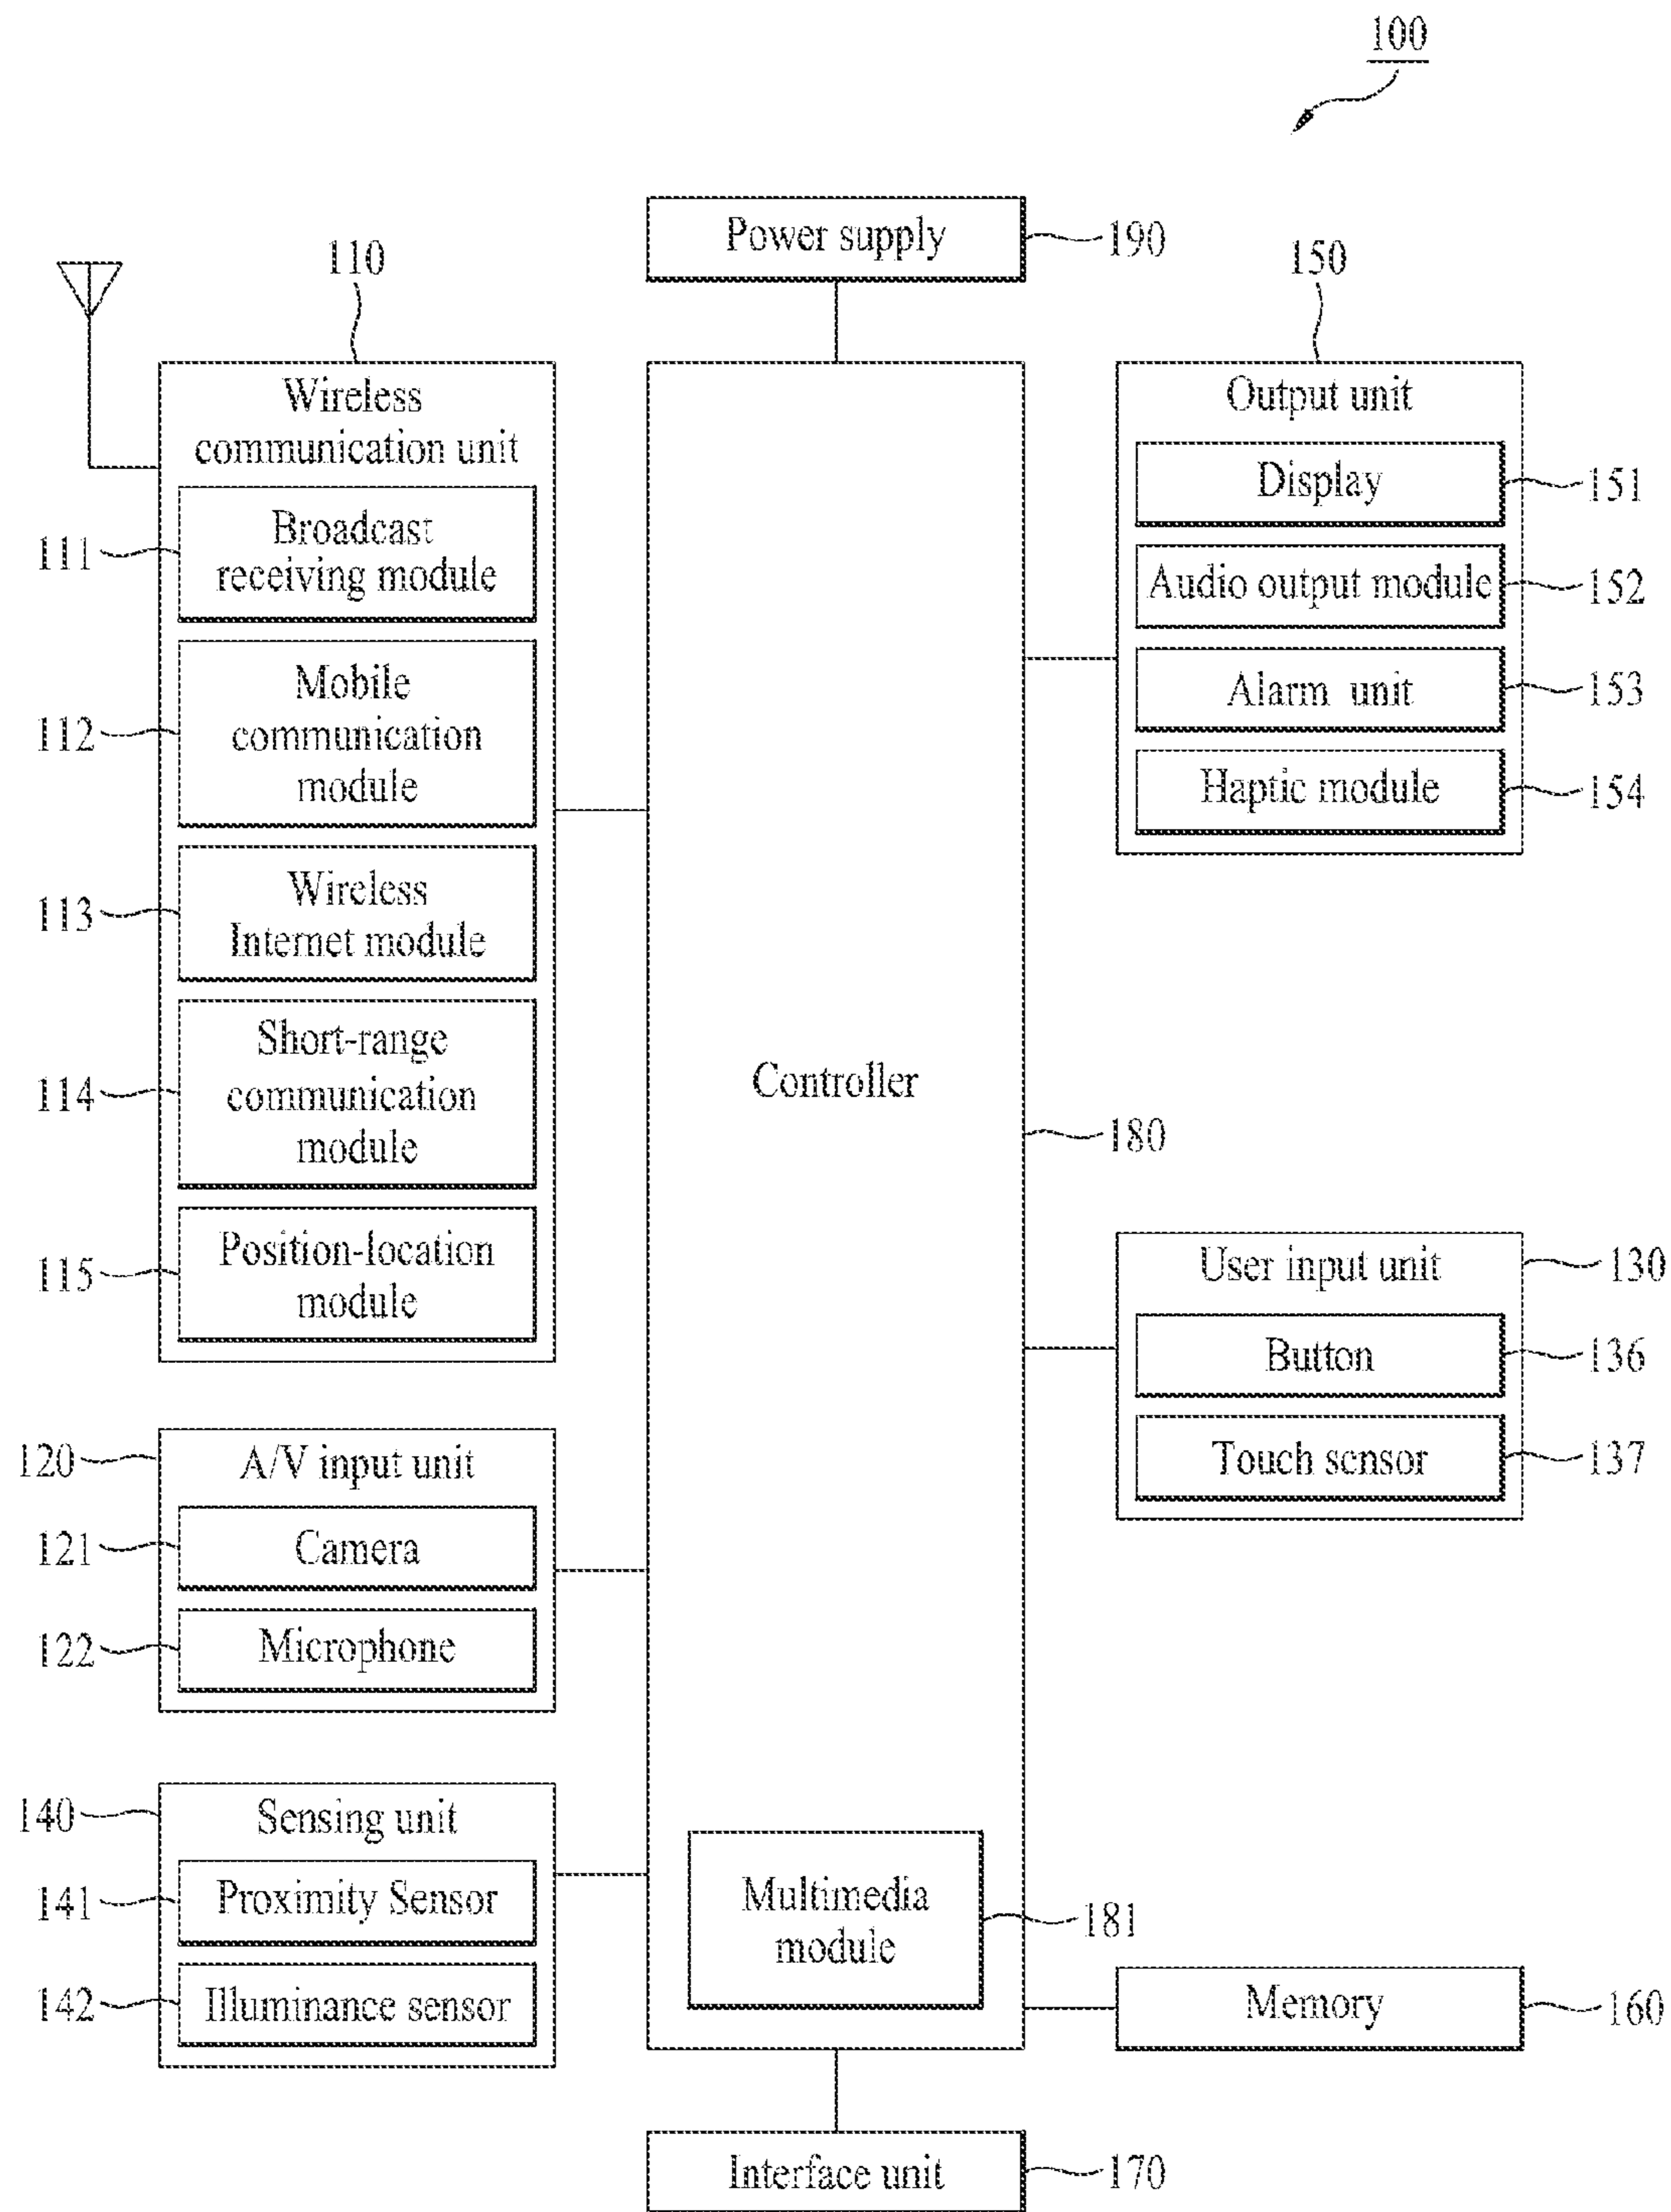 100
Power supply
190
110
Wireless
communication unit
111
Broadcast
receiving module
112
Mobile
communication
module
113
Wireless
Internet module
114
Short-range
communication
module
115
Position-location
module
120
A/V input unit
121
Camera
122
Microphone
140
Sensing unit
141
Proximity Sensor
142
Illuminance sensor
Controller
180
Multimedia
module
181
150
Output unit
Display
151
Audio output module
152
Alarm unit
153
Haptic module
154
User input unit
130
Button
136
Touch sensor
137
Memory
160
Interface unit
170